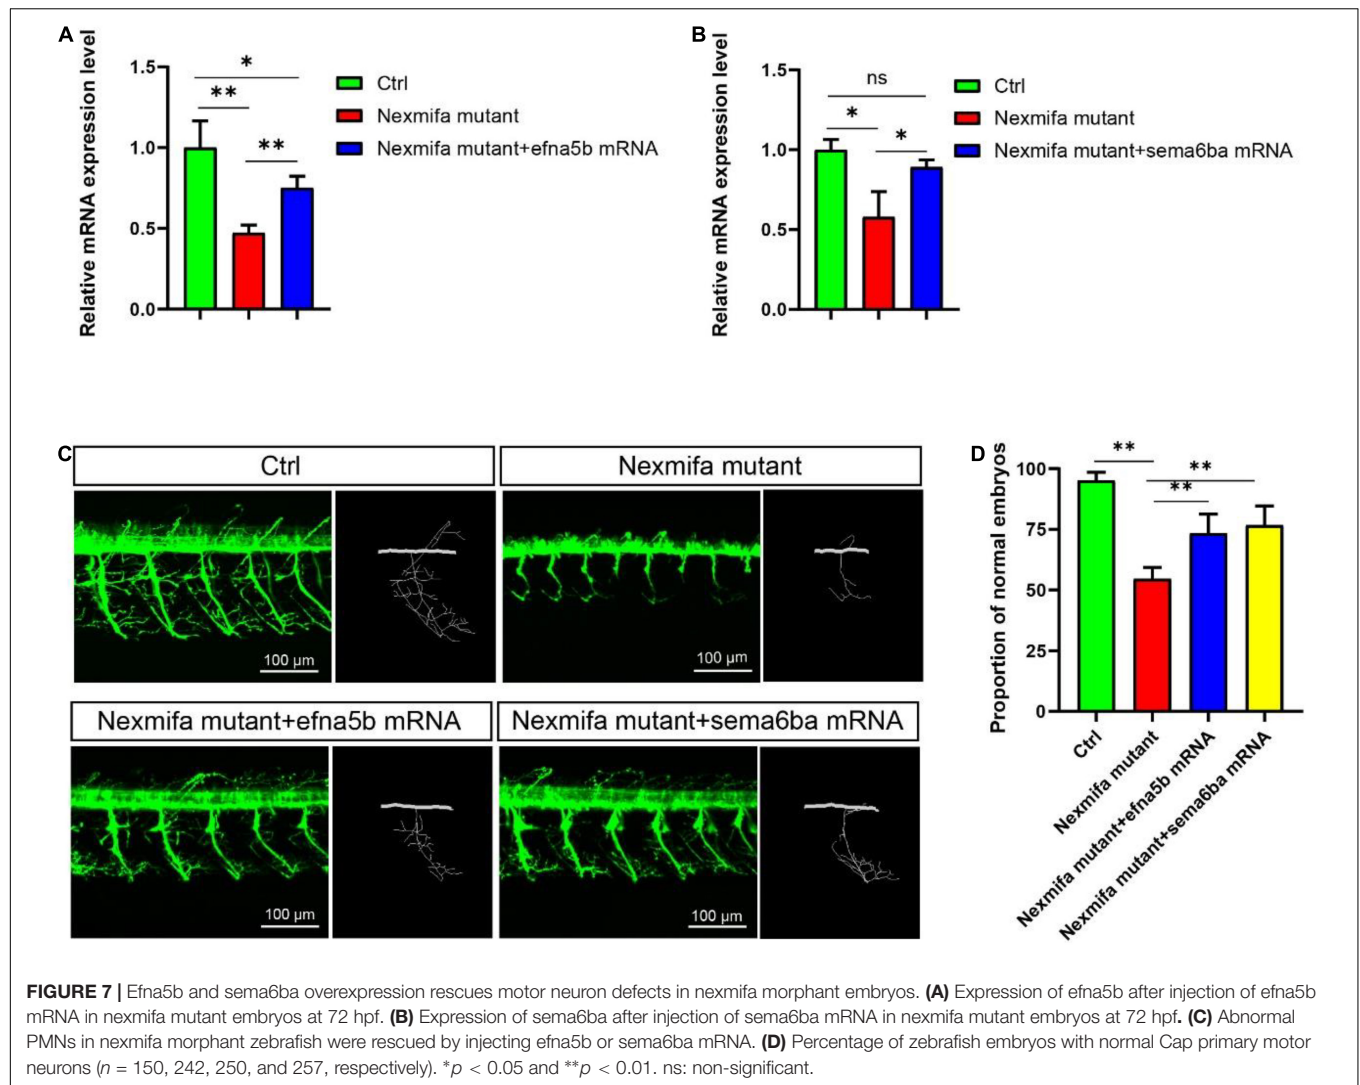 A
Relative mRNA expression level
1.5
1.0
0.5
0.0
*
**
**
Ctrl
Nexmifa mutant
Nexmifa mutant+efna5b mRNA
B
Relative mRNA expression level
1.5
1.0
0.5
0.0
ns
*
*
Ctrl
Nexmifa mutant
Nexmifa mutant+sema6ba mRNA
C
Ctrl
Nexmifa mutant
100 µm
100 µm
Nexmifa mutant+efna5b mRNA
Nexmifa mutant+sema6ba mRNA
100 µm
100 µm
D
Proportion of normal embryos
100
75
50
25
0
**
**
**
Ctrl
Nexmifa mutant
Nexmifa mutant+efna5b mRNA
Nexmifa mutant+sema6ba mRNA
FIGURE 7 | Efna5b and sema6ba overexpression rescues motor neuron defects in nexmifa morphant embryos. (A) Expression of efna5b after injection of efna5b
mRNA in nexmifa mutant embryos at 72 hpf. (B) Expression of sema6ba after injection of sema6ba mRNA in nexmifa mutant embryos at 72 hpf. (C) Abnormal
PMNs in nexmifa morphant zebrafish were rescued by injecting efna5b or sema6ba mRNA. (D) Percentage of zebrafish embryos with normal Cap primary motor
neurons (n = 150, 242, 250, and 257, respectively). *p < 0.05 and **p < 0.01. ns: non-significant.